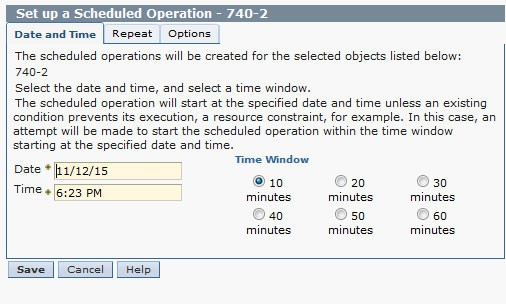 Set up a Scheduled Operation - 740-2
Date and Time Repeat Options
The scheduled operations will be created for the selected objects listed below:
740-2
Select the date and time, and select a time window.
The scheduled operation will start at the specified date and time unless an existing
condition prevents its execution, a resource constraint, for example. In this case, an
attempt will be made to start the scheduled operation within the time window
starting at the specified date and time.
Time Window
Date 11/12/15
Time 6:23 PM
10 minutes
20 minutes
30 minutes
40 minutes
50 minutes
60 minutes
Save Cancel Help